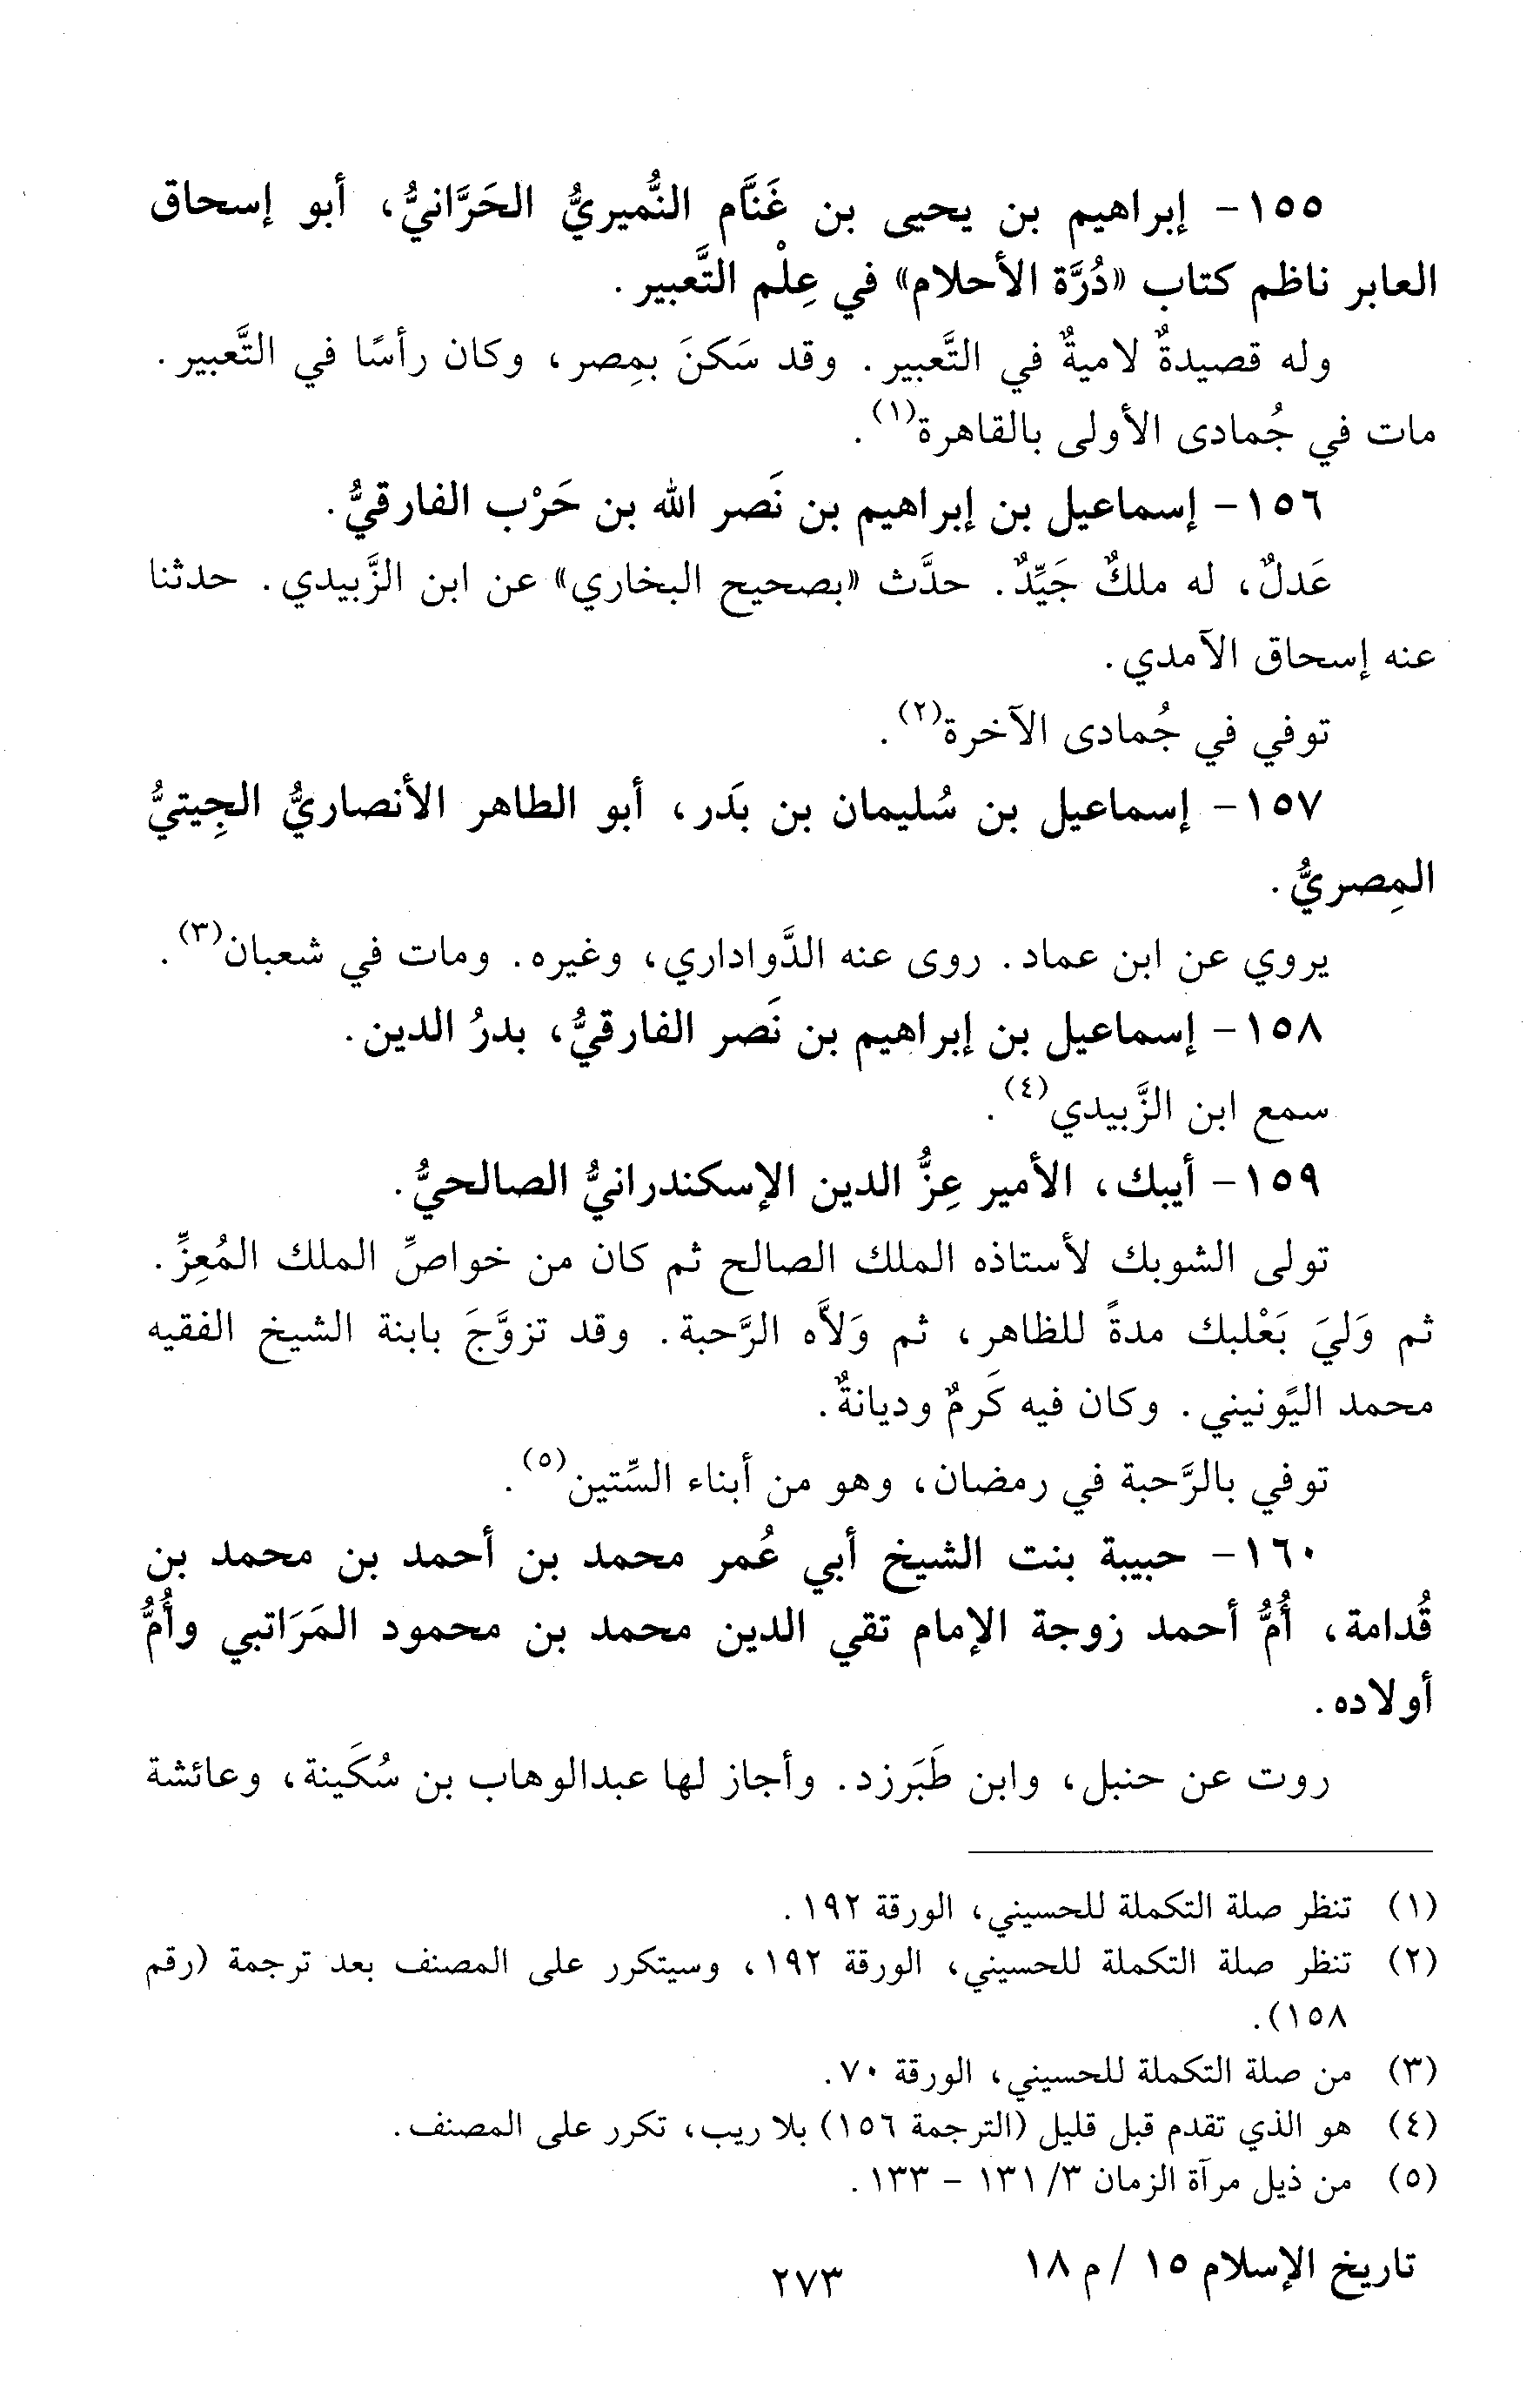 ١٥٥- إبراهيم بن يحيى بن غَنَّام النُّميريُّ الحَرَّانيُّ، أبو إسحاق
العابر ناظم كتاب «دُرَّة الأحلام» في عِلْم التَّعبير.
وله قصيدةٌ لاميةٌ في التَّعبير. وقد سَكنَ بمِصر، وكان رأسًا في التَّعبير.
مات في جُمادى الأولى بالقاهرة(١).
١٥٦- إسماعيل بن إبراهيم بن نَصر الله بن حَرْب الفارقيُّ.
عَدلٌ، له ملكٌ جَيِّدٌ. حدَّث «بصحيح البخاري» عن ابن الزَّبيدي. حدثنا
عنه إسحاق الآمدي.
توفي في جُمادى الآخرة(٢).
١٥٧- إسماعيل بن سُليمان بن بَدر، أبو الطاهر الأنصاريُّ الجِيتيُّ
المِصريُّ.
يروي عن ابن عماد. روى عنه الدَّواداري، وغيره. ومات في شعبان(٣).
١٥٨- إسماعيل بن إبراهيم بن نَصر الفارقيُّ، بدرُ الدين.
سمع ابن الزَّبيدي(٤).
١٥٩- أيبك، الأمير عِزُّ الدين الإسكندرانيُّ الصالحيُّ.
تولى الشوبك لأستاذه الملك الصالح ثم كان من خواصِّ الملك المُعِزِّ.
ثم وَليَ بَعْلبك مدةً للظاهر، ثم وَلاَّه الرَّحبة. وقد تزوَّجَ بابنة الشيخ الفقيه
محمد اليُونيني. وكان فيه كَرمٌ وديانةٌ.
توفي بالرَّحبة في رمضان، وهو من أبناء السِّتين(٥).
١٦٠- حبيبة بنت الشيخ أبي عُمر محمد بن أحمد بن محمد بن
قُدامة، أُمُّ أحمد زوجة الإمام تقي الدين محمد بن محمود المَرَاتبي وأُمُّ
أولاده.
روت عن حنبل، وابن طَبَرزد. وأجاز لها عبدالوهاب بن سُكَينة، وعائشة
(١) تنظر صلة التكملة للحسيني، الورقة ١٩٢.
(٢) تنظر صلة التكملة للحسيني، الورقة ١٩٢، وسيتكرر على المصنف بعد ترجمة (رقم
١٥٨).
(٣) من صلة التكملة للحسيني، الورقة ٧٠.
(٤) هو الذي تقدم قبل قليل (الترجمة ١٥٦) بلا ريب، تكرر على المصنف.
(٥) من ذيل مرآة الزمان ٣/ ١٣١ - ١٣٣.
تاريخ الإسلام ١٥ / م ١٨
٢٧٣